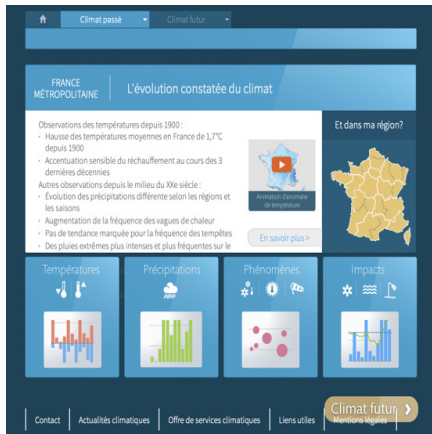 Climat passé
Climat futur
FRANCE
MÉTROPOLITAINE
L'évolution constatée du climat
Observations des températures depuis 1900 :
- Hausse des températures moyennes en France de 1,7°C
depuis 1900
- Accentuation sensible du réchauffement au cours des 3
dernières décennies
Autres observations depuis le milieu du XXe siècle :
- Évolution des précipitations différente selon les régions et
les saisons
- Augmentation de la fréquence des vagues de chaleur
- Pas de tendance marquée pour la fréquence des tempêtes
- Des pluies extrêmes plus intenses et plus fréquentes sur le
Animation d'anomalie
de température
En savoir plus >
Et dans ma région?
Températures
Précipitations
Phénomènes
Impacts
Climat futur
Contact
Actualités climatiques
Offre de services climatiques
Liens utiles
Mentions légales